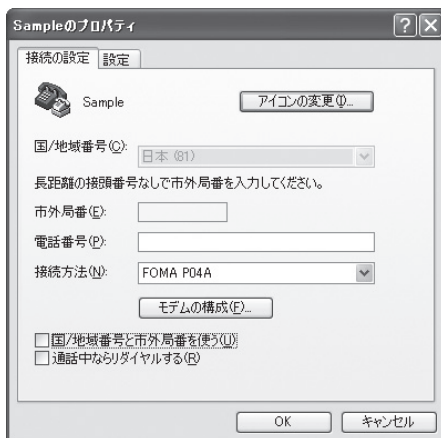 Sampleのプロパティ
接続の設定 設定
Sample アイコンの変更(I)...
国/地域番号(C): 日本 (81)
長距離の接頭番号なしで市外局番を入力してください。
市外局番(E):
電話番号(P):
接続方法(N): FOMA P04A
モデムの構成(F)...
国/地域番号と市外局番を使う(U)
通話中ならリダイヤルする(R)
OK キャンセル